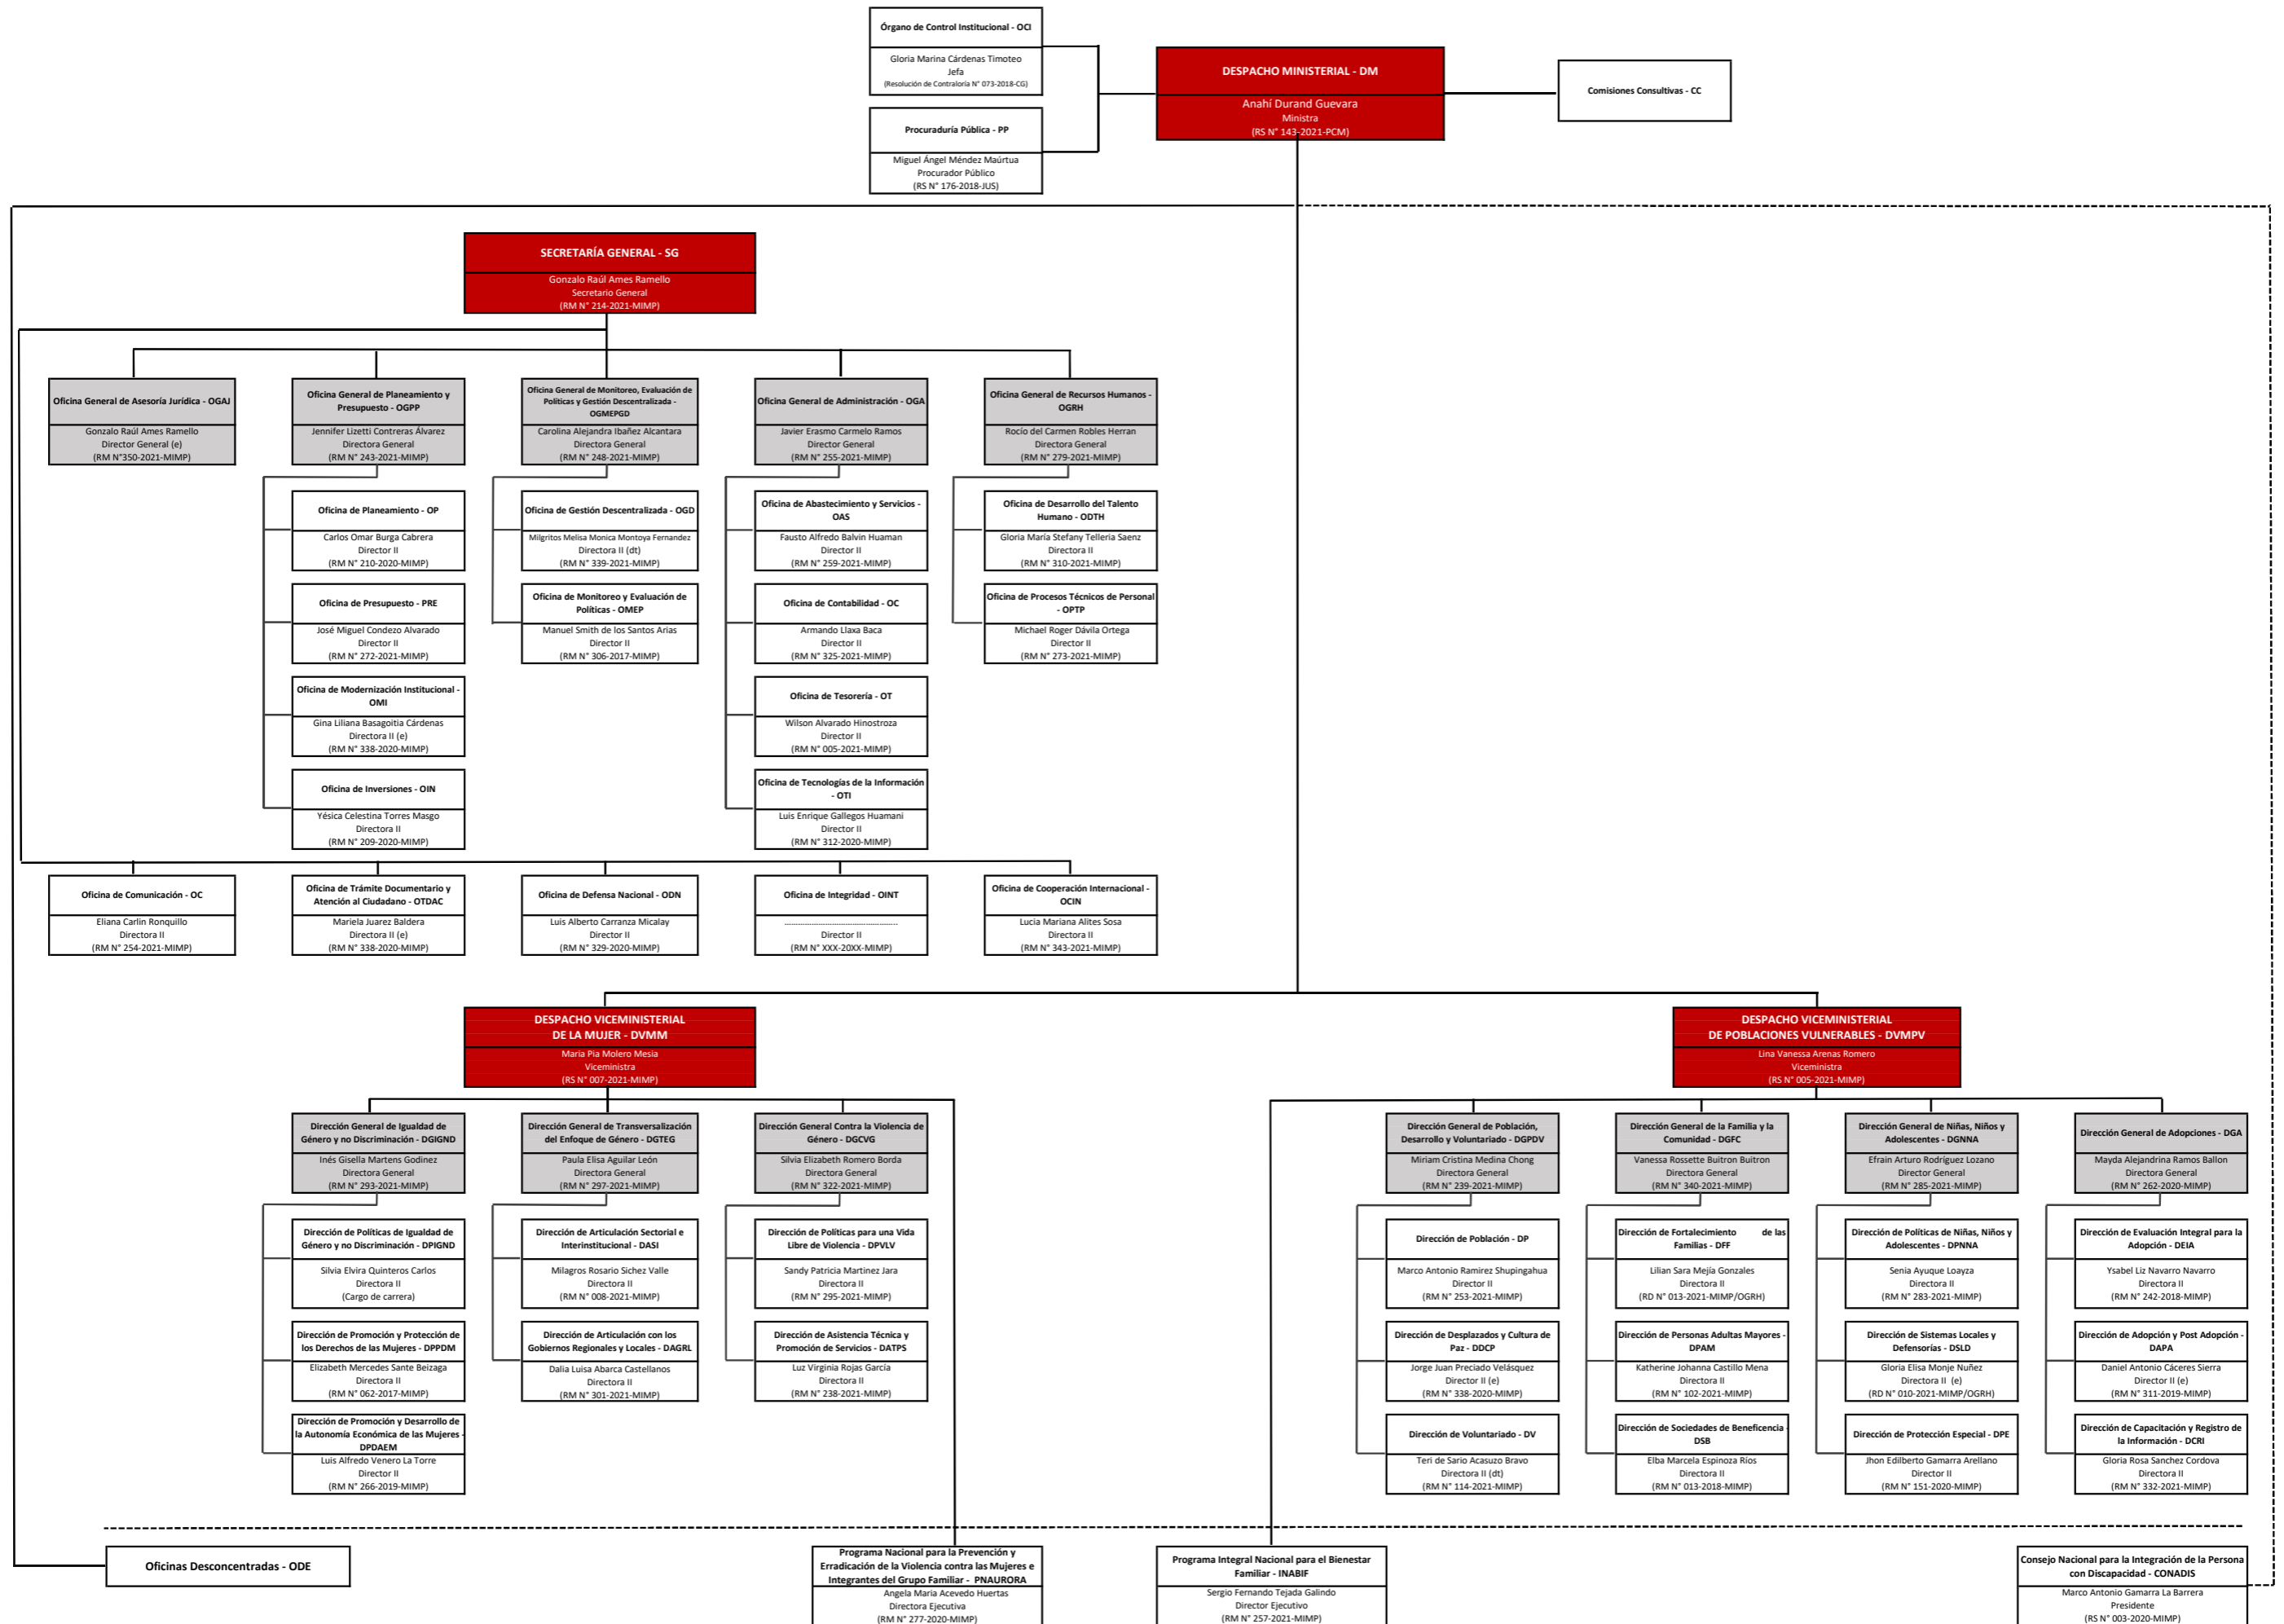 Órgano de Control Institucional - OCI
Gloria Marina Cárdenas Timoteo
Jefa
(Resolución de Contraloría N° 073-2018-CG)
Procuraduría Pública - PP
Miguel Ángel Méndez Maúrtua
Procurador Público
(RS N° 176-2018-JUS)
DESPACHO MINISTERIAL - DM
Anahí Durand Guevara
Ministra
(RS N° 143-2021-PCM)
Comisiones Consultivas - CC
SECRETARÍA GENERAL - SG
Gonzalo Raúl Ames Ramello
Secretario General
(RM N° 214-2021-MIMP)
Oficina General de Asesoría Jurídica - OGAJ
Gonzalo Raúl Ames Ramello
Director General (e)
(RM N°350-2021-MIMP)
Oficina General de Planeamiento y
Presupuesto - OGPP
Jennifer Lizetti Contreras Álvarez
Directora General
(RM N° 243-2021-MIMP)
Oficina General de Monitoreo, Evaluación de
Políticas y Gestión Descentralizada -
OGMEPGD
Carolina Alejandra Ibañez Alcantara
Directora General
(RM N° 248-2021-MIMP)
Oficina General de Administración - OGA
Javier Erasmo Carmelo Ramos
Director General
(RM N° 255-2021-MIMP)
Oficina General de Recursos Humanos -
OGRH
Rocío del Carmen Robles Herran
Directora General
(RM N° 279-2021-MIMP)
Oficina de Planeamiento - OP
Carlos Omar Burga Cabrera
Director II
(RM N° 210-2020-MIMP)
Oficina de Gestión Descentralizada - OGD
Milgritos Melisa Monica Montoya Fernandez
Directora II (dt)
(RM N° 339-2021-MIMP)
Oficina de Abastecimiento y Servicios -
OAS
Fausto Alfredo Balvin Huaman
Director II
(RM N° 259-2021-MIMP)
Oficina de Desarrollo del Talento
Humano - ODTH
Gloria María Stefany Telleria Saenz
Directora II
(RM N° 310-2021-MIMP)
Oficina de Presupuesto - PRE
José Miguel Condezo Alvarado
Director II
(RM N° 272-2021-MIMP)
Oficina de Monitoreo y Evaluación de
Políticas - OMEP
Manuel Smith de los Santos Arias
Director II
(RM N° 306-2017-MIMP)
Oficina de Contabilidad - OC
Armando Llaxa Baca
Director II
(RM N° 325-2021-MIMP)
Oficina de Procesos Técnicos de Personal
- OPTP
Michael Roger Dávila Ortega
Director II
(RM N° 273-2021-MIMP)
Oficina de Modernización Institucional -
OMI
Gina Liliana Basagoitia Cárdenas
Directora II (e)
(RM N° 338-2020-MIMP)
Oficina de Tesorería - OT
Wilson Alvarado Hinostroza
Director II
(RM N° 005-2021-MIMP)
Oficina de Inversiones - OIN
Yésica Celestina Torres Masgo
Directora II
(RM N° 209-2020-MIMP)
Oficina de Tecnologías de la Información
- OTI
Luis Enrique Gallegos Huamani
Director II
(RM N° 312-2020-MIMP)
Oficina de Comunicación - OC
Eliana Carlin Ronquillo
Directora II
(RM N° 254-2021-MIMP)
Oficina de Trámite Documentario y
Atención al Ciudadano - OTDAC
Mariela Juarez Baldera
Directora II (e)
(RM N° 338-2020-MIMP)
Oficina de Defensa Nacional - ODN
Luis Alberto Carranza Micalay
Director II
(RM N° 329-2020-MIMP)
Oficina de Integridad - OINT
..................................................
Director II
(RM N° XXX-20XX-MIMP)
Oficina de Cooperación Internacional -
OCIN
Lucia Mariana Alites Sosa
Directora II
(RM N° 343-2021-MIMP)
DESPACHO VICEMINISTERIAL
DE LA MUJER - DVMM
Maria Pia Molero Mesia
Viceministra
(RS N° 007-2021-MIMP)
DESPACHO VICEMINISTERIAL
DE POBLACIONES VULNERABLES - DVMPV
Lina Vanessa Arenas Romero
Viceministra
(RS N° 005-2021-MIMP)
Dirección General de Igualdad de
Género y no Discriminación - DGIGND
Inés Gisella Martens Godinez
Directora General
(RM N° 293-2021-MIMP)
Dirección General de Transversalización
del Enfoque de Género - DGTEG
Paula Elisa Aguilar León
Directora General
(RM N° 297-2021-MIMP)
Dirección General Contra la Violencia de
Género - DGCVG
Silvia Elizabeth Romero Borda
Directora General
(RM N° 322-2021-MIMP)
Dirección General de Población,
Desarrollo y Voluntariado - DGPDV
Miriam Cristina Medina Chong
Directora General
(RM N° 239-2021-MIMP)
Dirección General de la Familia y la
Comunidad - DGFC
Vanessa Rossette Buitron Buitron
Directora General
(RM N° 340-2021-MIMP)
Dirección General de Niñas, Niños y
Adolescentes - DGNNA
Efrain Arturo Rodríguez Lozano
Director General
(RM N° 285-2021-MIMP)
Dirección General de Adopciones - DGA
Mayda Alejandrina Ramos Ballon
Directora General
(RM N° 262-2020-MIMP)
Dirección de Políticas de Igualdad de
Género y no Discriminación - DPIGND
Silvia Elvira Quinteros Carlos
Directora II
(Cargo de carrera)
Dirección de Articulación Sectorial e
Interinstitucional - DASI
Milagros Rosario Sichez Valle
Directora II
(RM N° 008-2021-MIMP)
Dirección de Políticas para una Vida
Libre de Violencia - DPVLV
Sandy Patricia Martinez Jara
Directora II
(RM N° 295-2021-MIMP)
Dirección de Población - DP
Marco Antonio Ramirez Shupingahua
Director II
(RM N° 253-2021-MIMP)
Dirección de Fortalecimiento de las
Familias - DFF
Lilian Sara Mejía Gonzales
Directora II
(RD N° 013-2021-MIMP/OGRH)
Dirección de Políticas de Niñas, Niños y
Adolescentes - DPNNA
Senia Ayuque Loayza
Directora II
(RM N° 283-2021-MIMP)
Dirección de Evaluación Integral para la
Adopción - DEIA
Ysabel Liz Navarro Navarro
Directora II
(RM N° 242-2018-MIMP)
Dirección de Promoción y Protección de
los Derechos de las Mujeres - DPPDM
Elizabeth Mercedes Sante Beizaga
Directora II
(RM N° 062-2017-MIMP)
Dirección de Articulación con los
Gobiernos Regionales y Locales - DAGRL
Dalia Luisa Abarca Castellanos
Directora II
(RM N° 301-2021-MIMP)
Dirección de Asistencia Técnica y
Promoción de Servicios - DATPS
Luz Virginia Rojas García
Directora II
(RM N° 238-2021-MIMP)
Dirección de Desplazados y Cultura de
Paz - DDCP
Jorge Juan Preciado Velásquez
Director II (e)
(RM N° 338-2020-MIMP)
Dirección de Personas Adultas Mayores -
DPAM
Katherine Johanna Castillo Mena
Directora II
(RM N° 102-2021-MIMP)
Dirección de Sistemas Locales y
Defensorías - DSLD
Gloria Elisa Monje Nuñez
Directora II (e)
(RD N° 010-2021-MIMP/OGRH)
Dirección de Adopción y Post Adopción -
DAPA
Daniel Antonio Cáceres Sierra
Director II (e)
(RM N° 311-2019-MIMP)
Dirección de Promoción y Desarrollo de
la Autonomía Económica de las Mujeres -
DPDAEM
Luis Alfredo Venero La Torre
Director II
(RM N° 266-2019-MIMP)
Dirección de Voluntariado - DV
Teri de Sario Acasuzo Bravo
Directora II (dt)
(RM N° 114-2021-MIMP)
Dirección de Sociedades de Beneficencia -
DSB
Elba Marcela Espinoza Ríos
Directora II
(RM N° 013-2018-MIMP)
Dirección de Protección Especial - DPE
Jhon Edilberto Gamarra Arellano
Director II
(RM N° 151-2020-MIMP)
Dirección de Capacitación y Registro de
la Información - DCRI
Gloria Rosa Sanchez Cordova
Directora II
(RM N° 332-2021-MIMP)
Oficinas Desconcentradas - ODE
Programa Nacional para la Prevención y
Erradicación de la Violencia contra las Mujeres e
Integrantes del Grupo Familiar - PNAURORA
Angela Maria Acevedo Huertas
Directora Ejecutiva
(RM N° 277-2020-MIMP)
Programa Integral Nacional para el Bienestar
Familiar - INABIF
Sergio Fernando Tejada Galindo
Director Ejecutivo
(RM N° 257-2021-MIMP)
Consejo Nacional para la Integración de la Persona
con Discapacidad - CONADIS
Marco Antonio Gamarra La Barrera
Presidente
(RS N° 003-2020-MIMP)